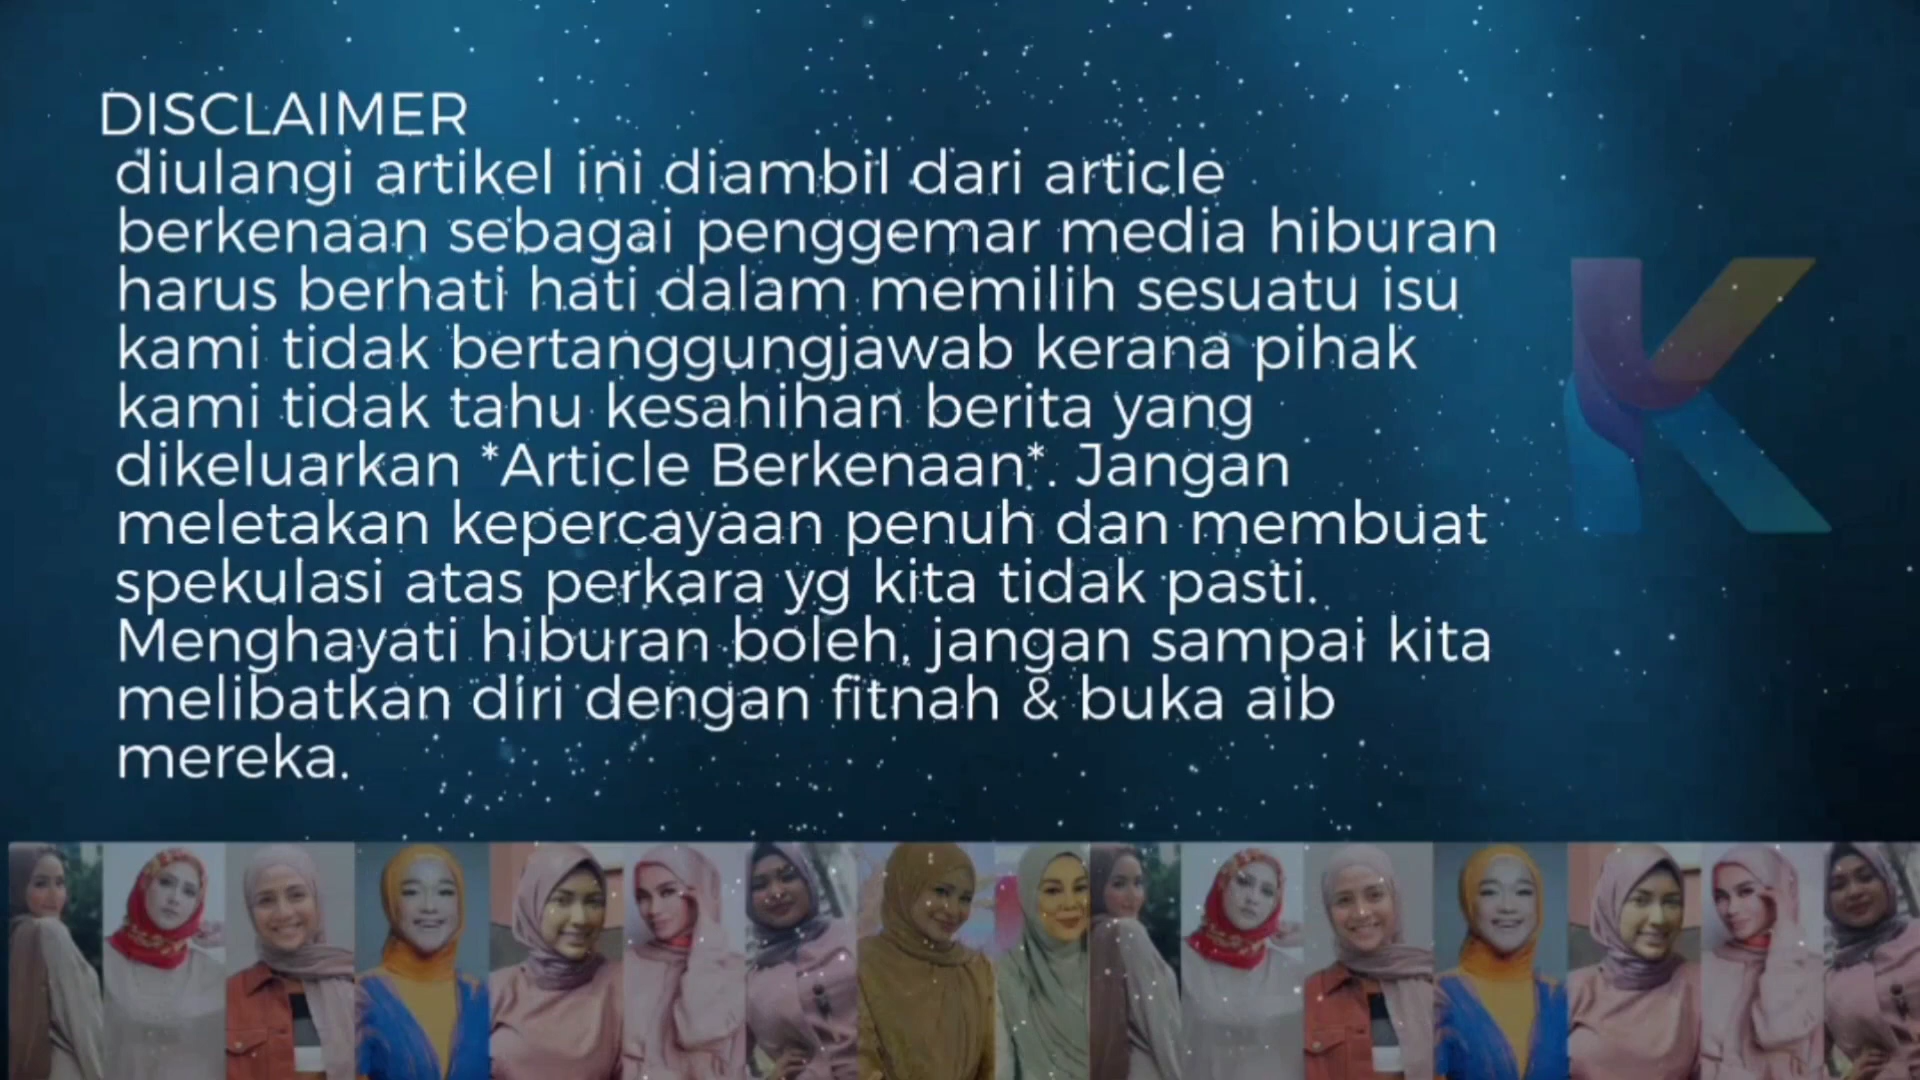 DISCLAIMER
diulangi artikel ini diambil dari article
berkenaan sebagai penggemar media hiburan
harus berhati hati dalam memilih sesuatu isu
kami tidak bertanggungjawab kerana pihak
kami tidak tahu kesahihan berita yang
dikeluarkan *Article Berkenaan*. Jangan
meletakan kepercayaan penuh dan membuat
spekulasi atas perkara yg kita tidak pasti.
Menghayati hiburan boleh, jangan sampai kita
melibatkan diri dengan fitnah & buka aib
mereka.
K